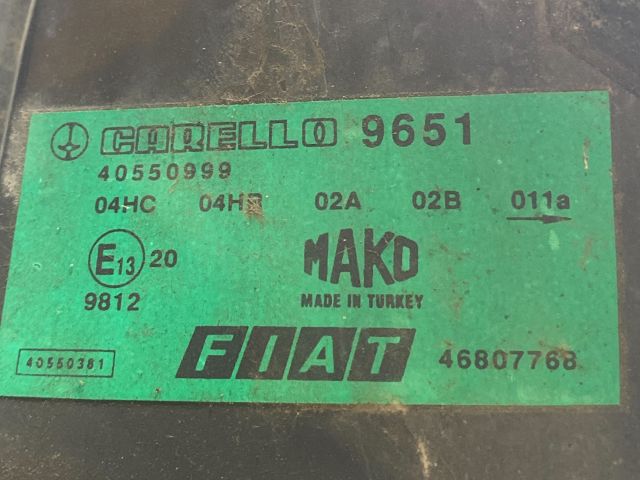 CARELLO 9651
40550999
04HC 04HR 02A 02B 011a
E13 20
MAKO
9812
MADE IN TURKEY
40550381 FIAT 46807768